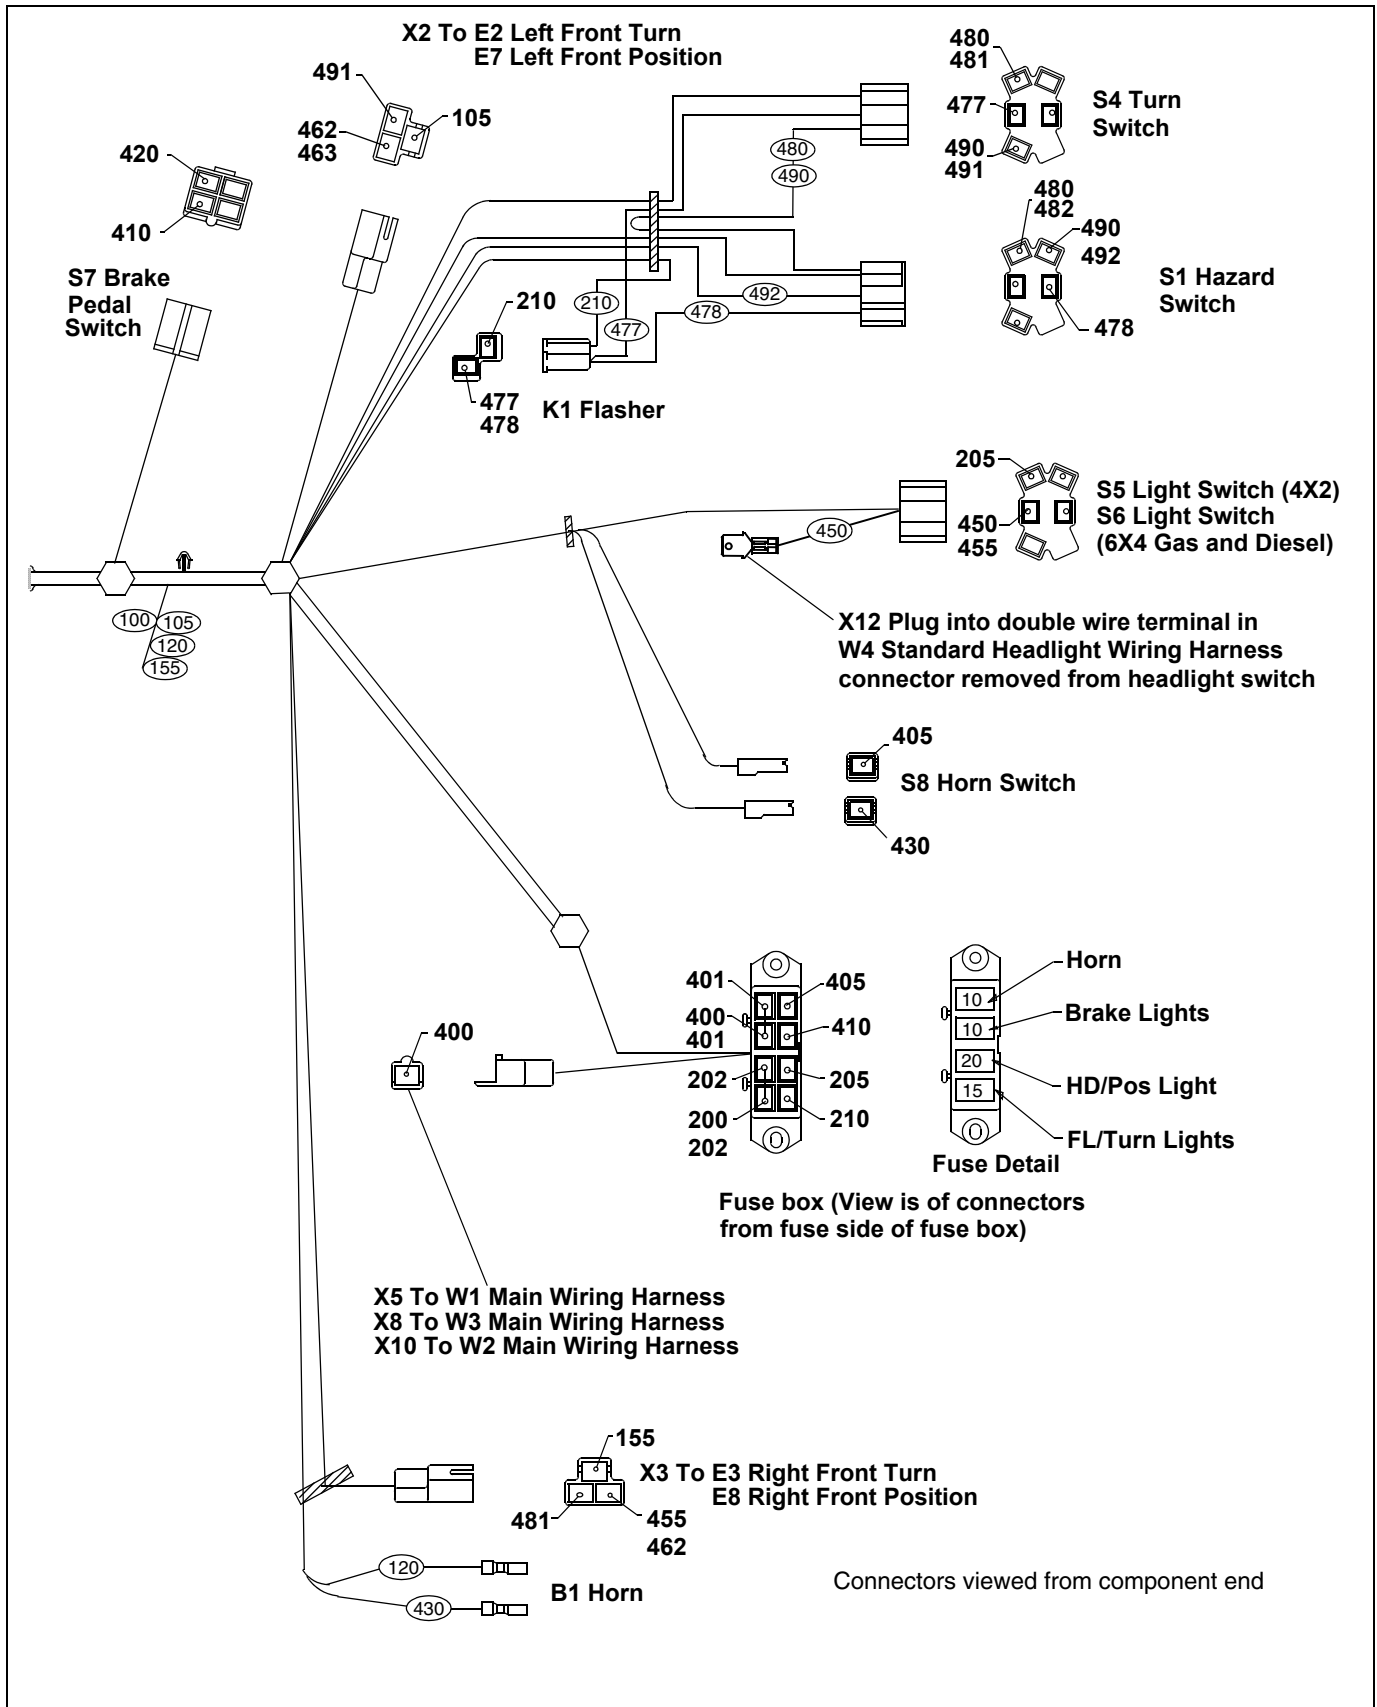 X2 To E2 Left Front Turn
E7 Left Front Position
491
105
462
463
420
410
S7 Brake
Pedal
Switch
480
481
477
490
491
S4 Turn
Switch
480
490
480
482
490
492
478
S1 Hazard
Switch
210
492
478
477
210
477
478
K1 Flasher
205
450
455
S5 Light Switch (4X2)
S6 Light Switch
(6X4 Gas and Diesel)
450
X12 Plug into double wire terminal in
W4 Standard Headlight Wiring Harness
connector removed from headlight switch
100
105
120
155
405
S8 Horn Switch
430
401
405
400
401
410
202
205
200
202
210
Fuse box (View is of connectors
from fuse side of fuse box)
10
10
20
15
Horn
Brake Lights
HD/Pos Light
FL/Turn Lights
Fuse Detail
400
X5 To W1 Main Wiring Harness
X8 To W3 Main Wiring Harness
X10 To W2 Main Wiring Harness
155
X3 To E3 Right Front Turn
E8 Right Front Position
481
455
462
120
430
B1 Horn
Connectors viewed from component end